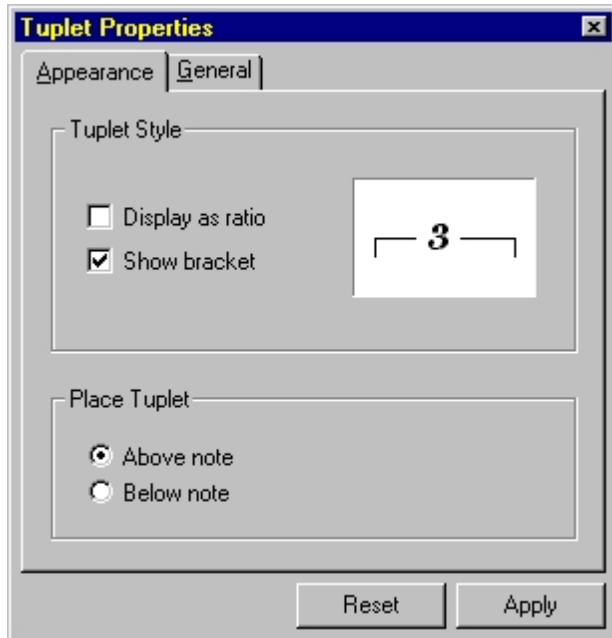 Tuplet Properties
Appearance General
Tuplet Style
Display as ratio
Show bracket
3
Place Tuplet
Above note
Below note
Reset Apply